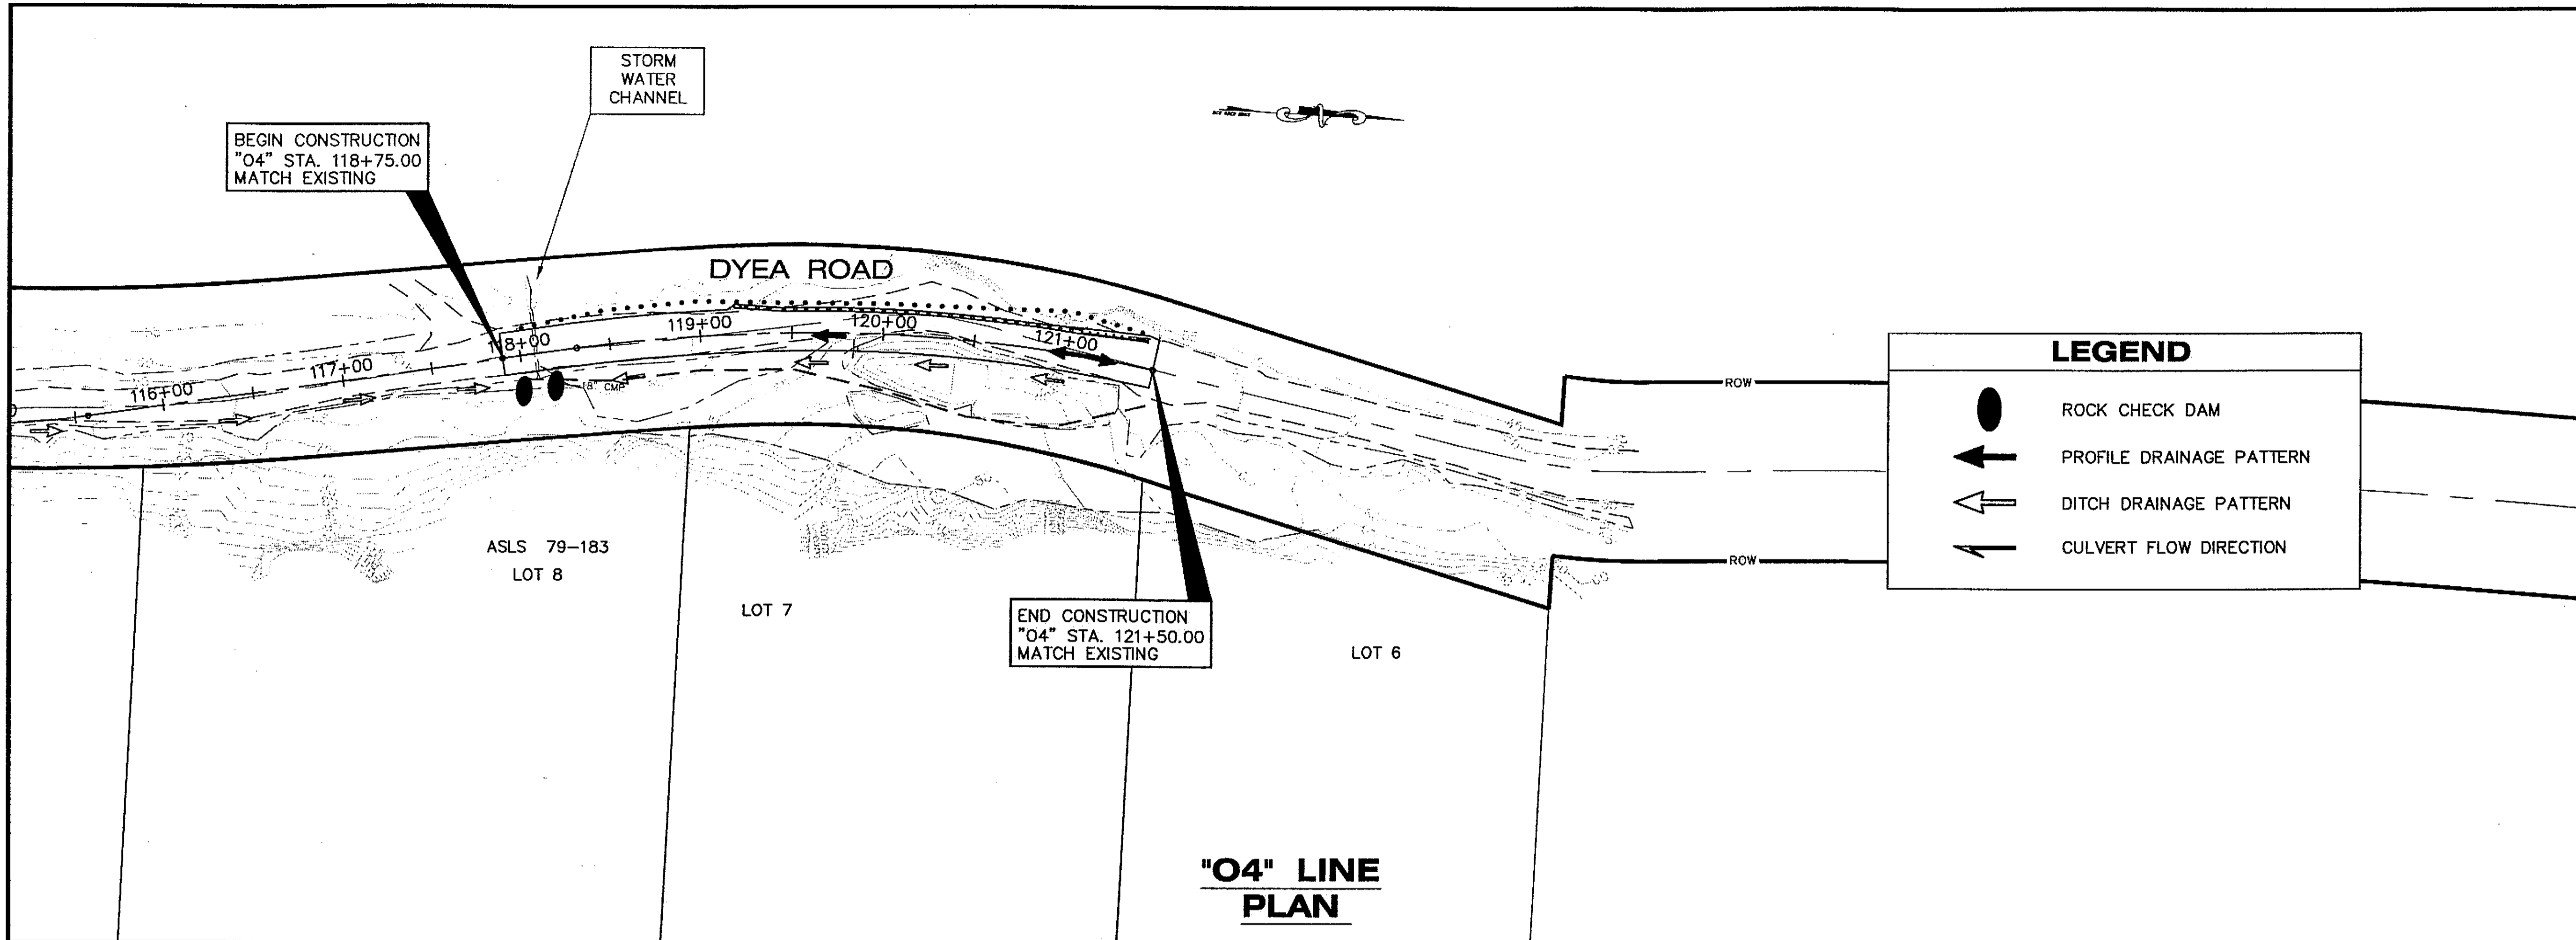 STORM
WATER
CHANNEL
BEGIN CONSTRUCTION
"O4" STA. 118+75.00
MATCH EXISTING
DYEA ROAD
116+00
117+00
118+00
119+00
120+00
121+00
18" CMP
ROW
ROW
LEGEND
ROCK CHECK DAM
PROFILE DRAINAGE PATTERN
DITCH DRAINAGE PATTERN
CULVERT FLOW DIRECTION
ASLS 79-183
LOT 8
LOT 7
END CONSTRUCTION
"O4" STA. 121+50.00
MATCH EXISTING
LOT 6
"O4" LINE
PLAN